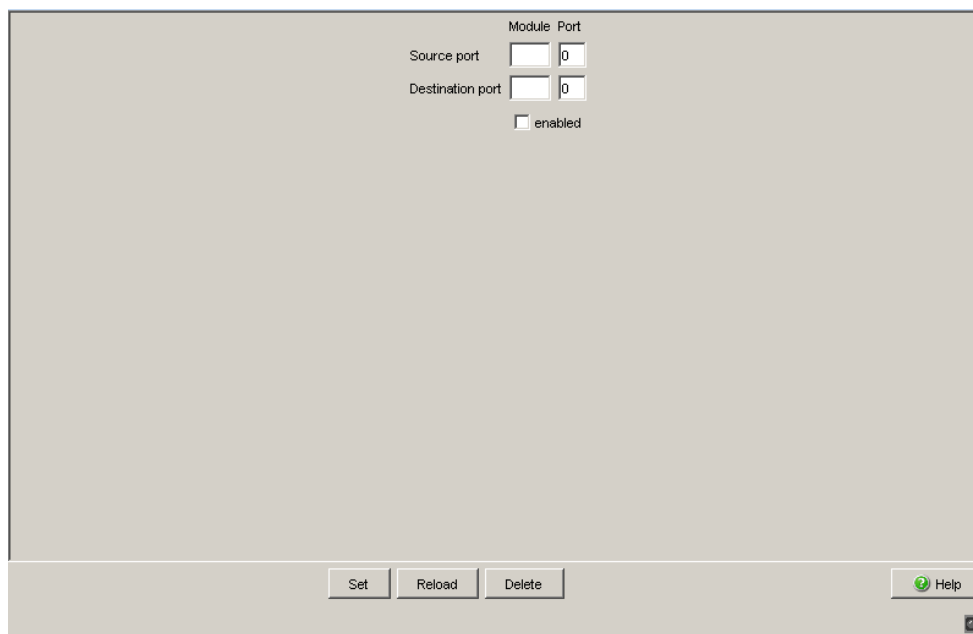 Module Port
Source port 0
Destination port 0
enabled
Set Reload Delete Help